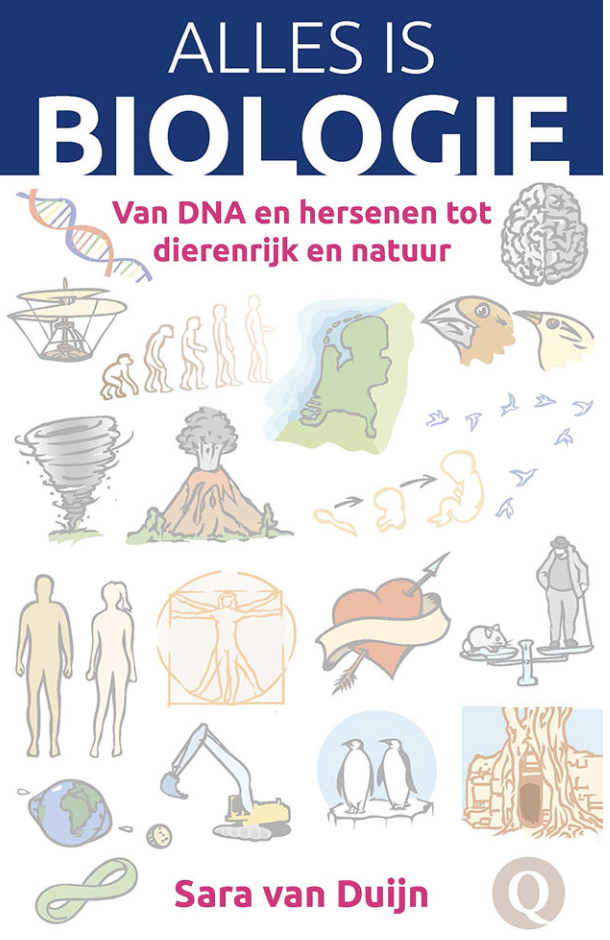 ALLES IS
BIOLOGIE
Van DNA en hersenen tot
dierenrijk en natuur
Sara van Duijn
Q